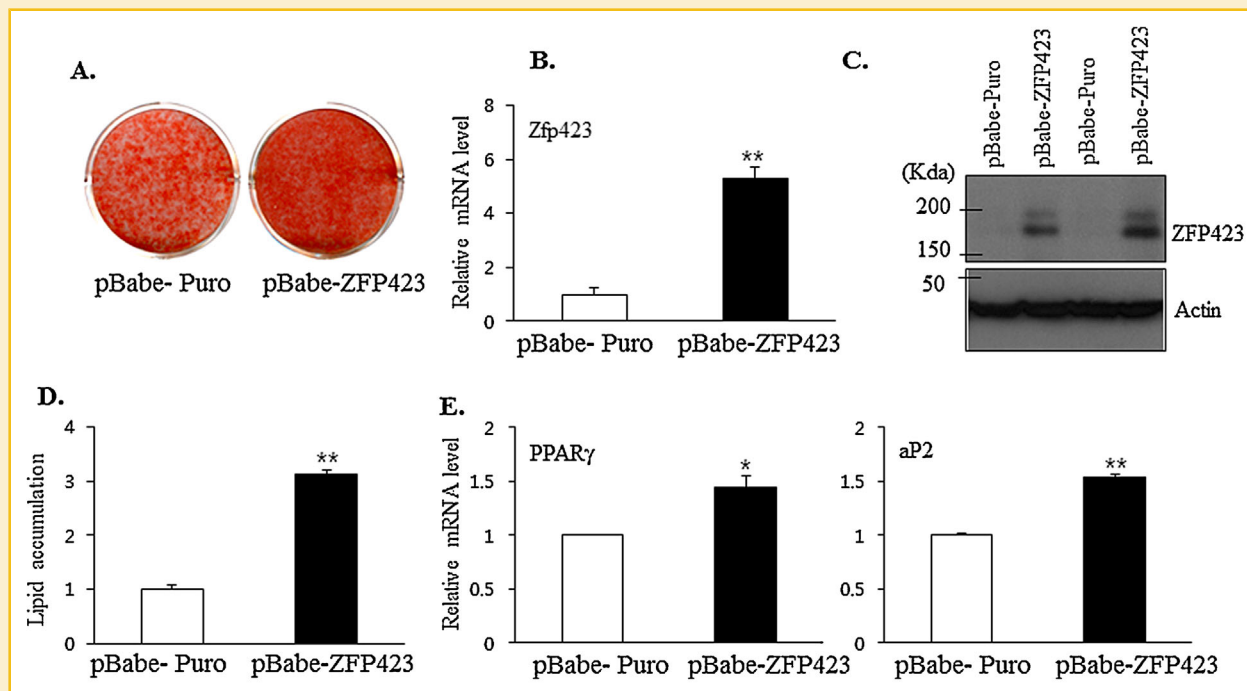 A.
pBabe- Puro
pBabe-ZFP423
B.
Relative mRNA level
8
6
4
2
0
Zfp423
**
pBabe- Puro
pBabe-ZFP423
C.
pBabe-Puro
pBabe-ZFP423
pBabe-Puro
pBabe-ZFP423
(Kda)
200
150
50
ZFP423
Actin
D.
Lipid accumulation
4
3
2
1
0
**
pBabe- Puro
pBabe-ZFP423
E.
Relative mRNA level
2
1.5
1
0.5
0
PPARγ
*
pBabe- Puro
pBabe-ZFP423
2
1.5
1
0.5
0
aP2
**
pBabe- Puro
pBabe-ZFP423